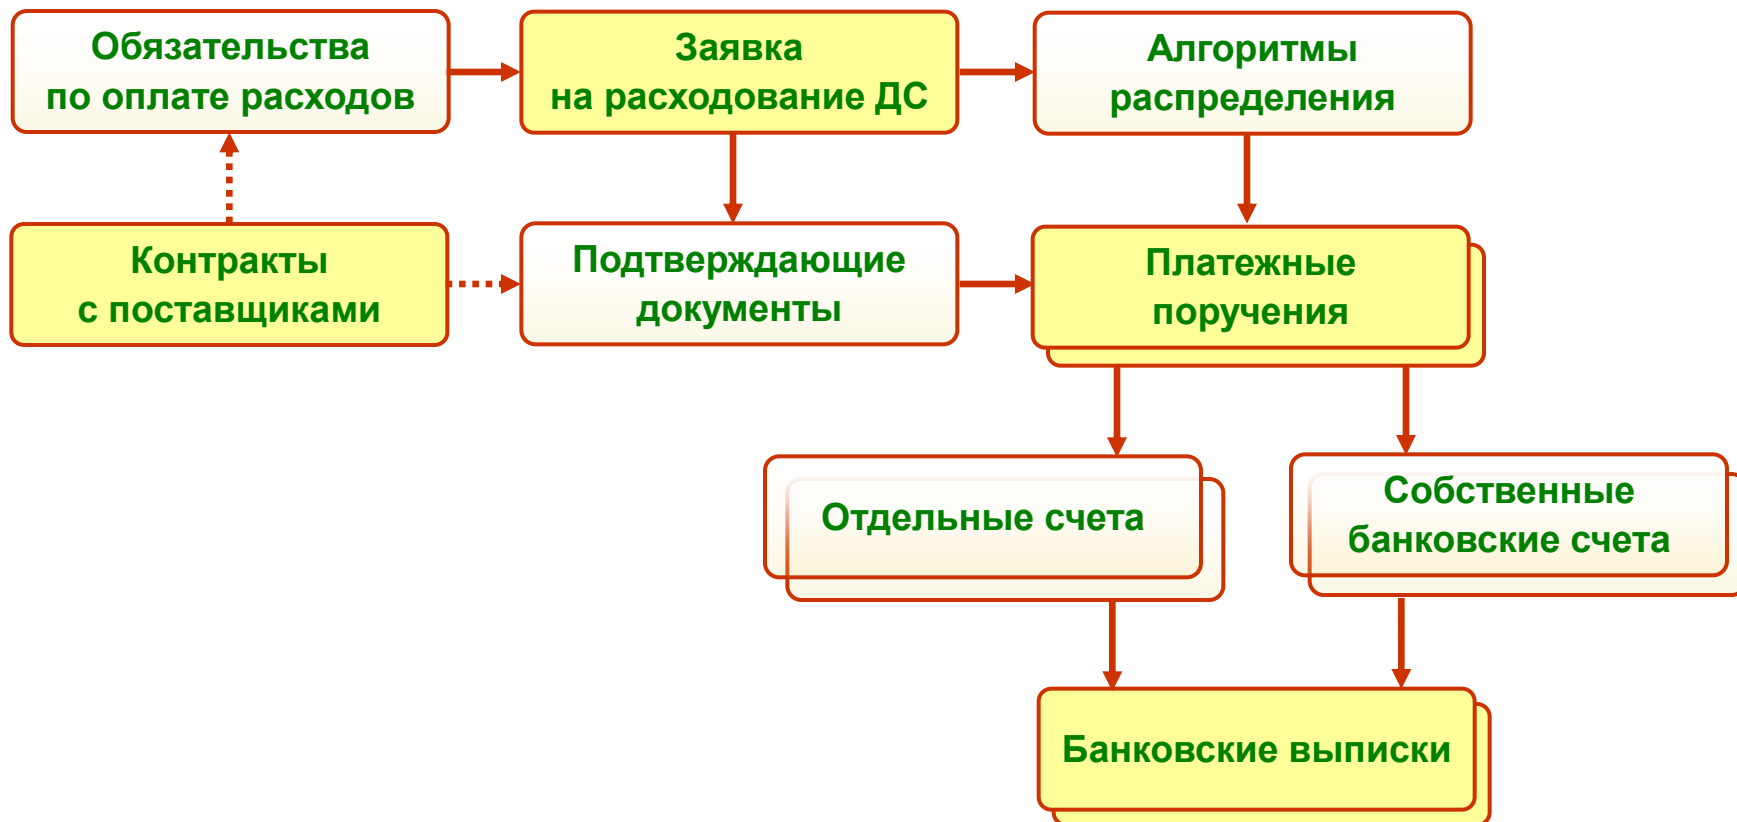 Обязательства
по оплате расходов
Заявка
на расходование ДС
Алгоритмы
распределения
Контракты
с поставщиками
Подтверждающие
документы
Платежные
поручения
Отдельные счета
Собственные
банковские счета
Банковские выписки